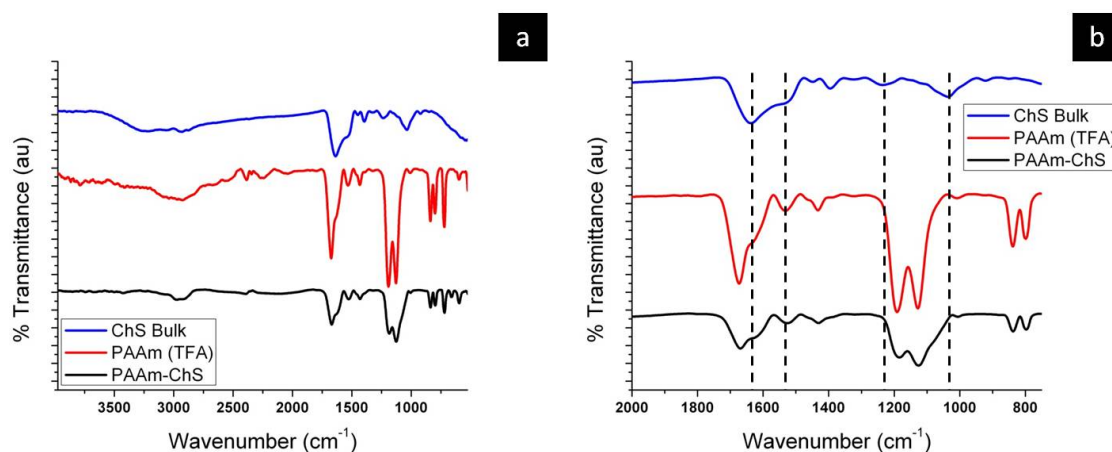 a
% Transmittance (au)
ChS Bulk
PAAm (TFA)
PAAm-ChS
3500 3000 2500 2000 1500 1000
Wavenumber (cm⁻¹)
b
% Transmittance (au)
ChS Bulk
PAAm (TFA)
PAAm-ChS
2000 1800 1600 1400 1200 1000 800
Wavenumber (cm⁻¹)